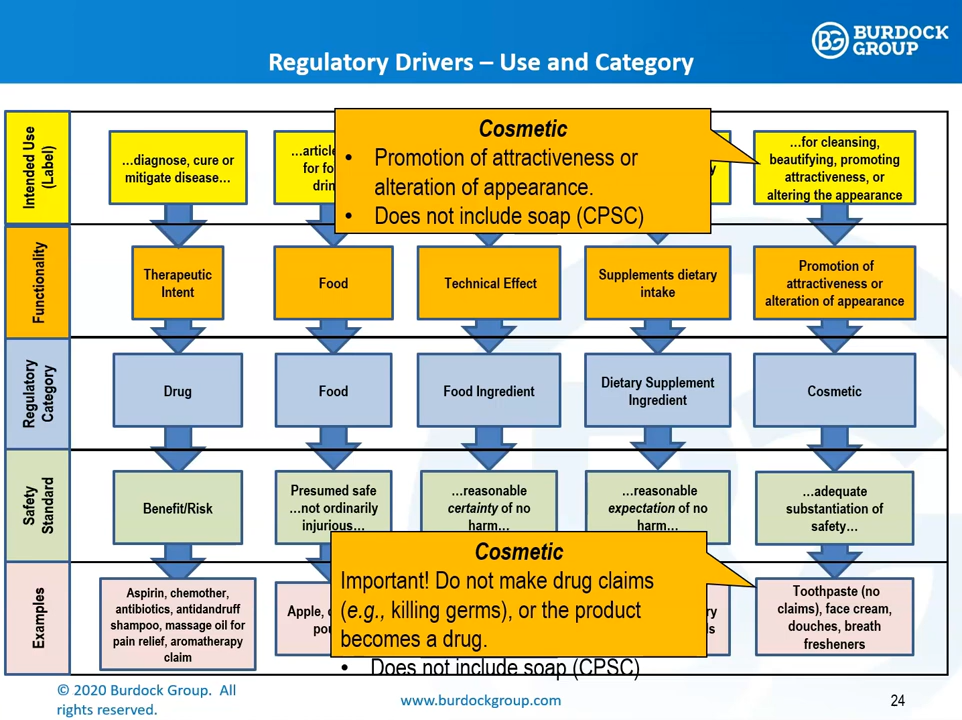 BURDOCK
GROUP
Regulatory Drivers – Use and Category
Intended Use
(Label)
…diagnose, cure or
mitigate disease…
Cosmetic
• Promotion of attractiveness or
alteration of appearance.
• Does not include soap (CPSC)
…for cleansing,
beautifying, promoting
attractiveness, or
altering the appearance
Functionality
Therapeutic
Intent
Food
Technical Effect
Supplements dietary
intake
Promotion of
attractiveness or
alteration of appearance
Regulatory
Category
Drug
Food
Food Ingredient
Dietary Supplement
Ingredient
Cosmetic
Safety
Standard
Benefit/Risk
Presumed safe
…not ordinarily
injurious…
…reasonable
certainty of no
harm…
…reasonable
expectation of no
harm…
…adequate
substantiation of
safety…
Examples
Aspirin, chemother,
antibiotics, antidandruff
shampoo, massage oil for
pain relief, aromatherapy
claim
Apple,
Cosmetic
Important! Do not make drug claims
(e.g., killing germs), or the product
becomes a drug.
• Does not include soap (CPSC)
Toothpaste (no
claims), face cream,
douches, breath
fresheners
© 2020 Burdock Group. All
rights reserved.
www.burdockgroup.com
24